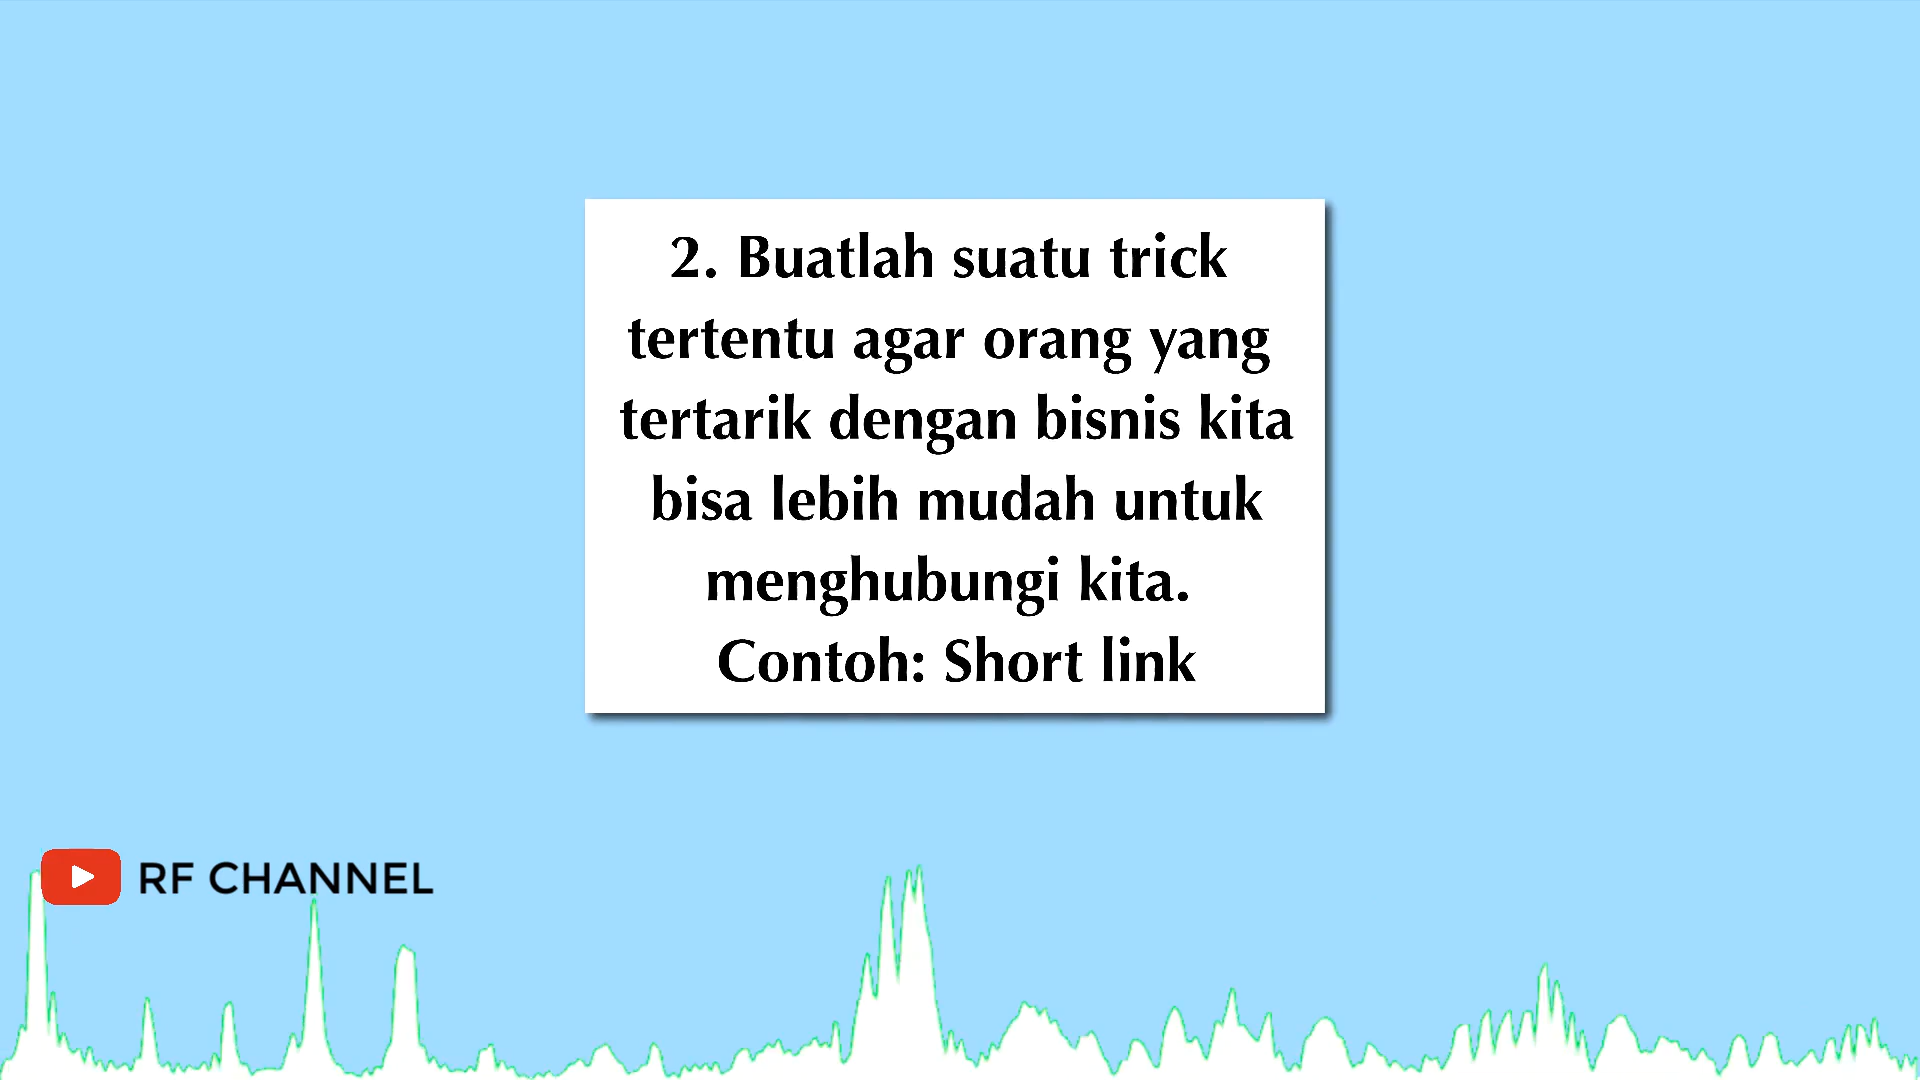 2. Buatlah suatu trick
tertentu agar orang yang
tertarik dengan bisnis kita
bisa lebih mudah untuk
menghubungi kita.
Contoh: Short link
RF CHANNEL